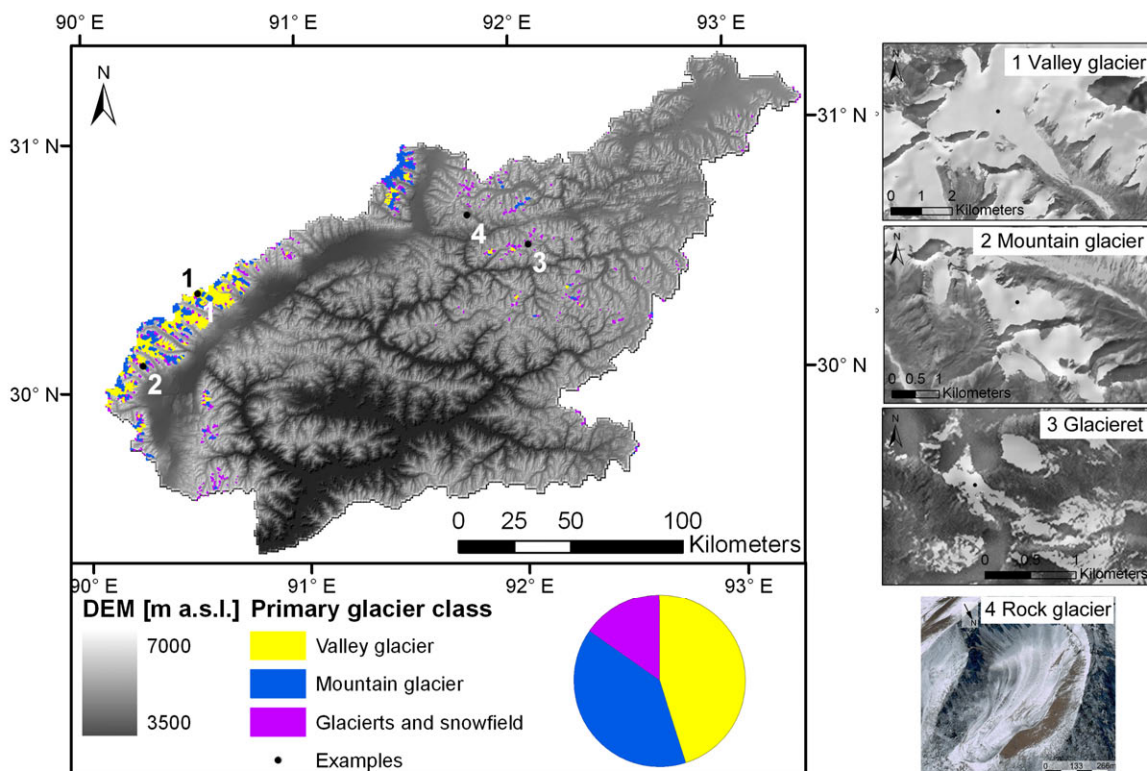 90° E 91° E 92° E 93° E
N
31° N 31° N
1
4
3
2
30° N 30° N
0 25 50 100
Kilometers
90° E 91° E 92° E 93° E
DEM [m a.s.l.] Primary glacier class
7000
3500
Valley glacier
Mountain glacier
Glacierts and snowfield
Examples
1 Valley glacier
N
0 1 2
Kilometers
2 Mountain glacier
N
0 0.5 1
Kilometers
3 Glacieret
N
0 0.5 1
Kilometers
4 Rock glacier
N
0 133 266